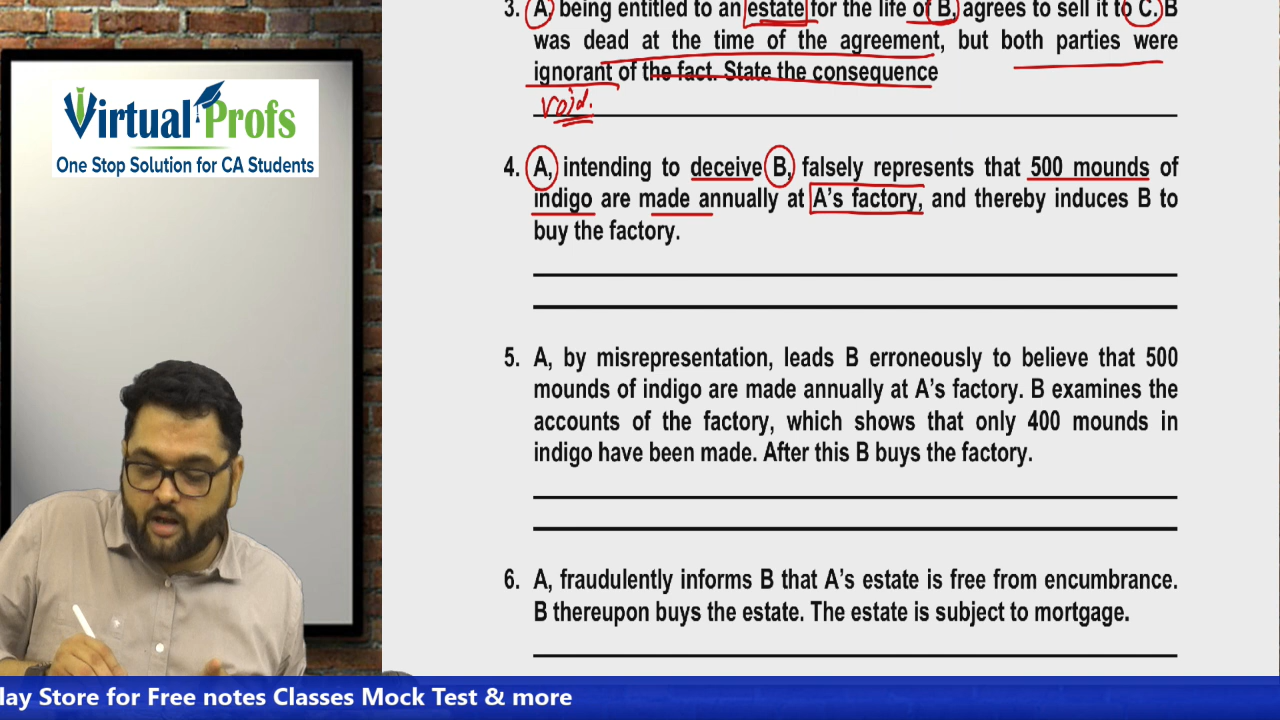 Virtual Profs
One Stop Solution for CA Students
3. A, being entitled to an estate for the life of B, agrees to sell it to C. B
was dead at the time of the agreement, but both parties were
ignorant of the fact. State the consequence
void.
4. A, intending to deceive B, falsely represents that 500 mounds of
indigo are made annually at A's factory, and thereby induces B to
buy the factory.
5. A, by misrepresentation, leads B erroneously to believe that 500
mounds of indigo are made annually at A's factory. B examines the
accounts of the factory, which shows that only 400 mounds in
indigo have been made. After this B buys the factory.
6. A, fraudulently informs B that A's estate is free from encumbrance.
B thereupon buys the estate. The estate is subject to mortgage.
lay Store for Free notes Classes Mock Test & more